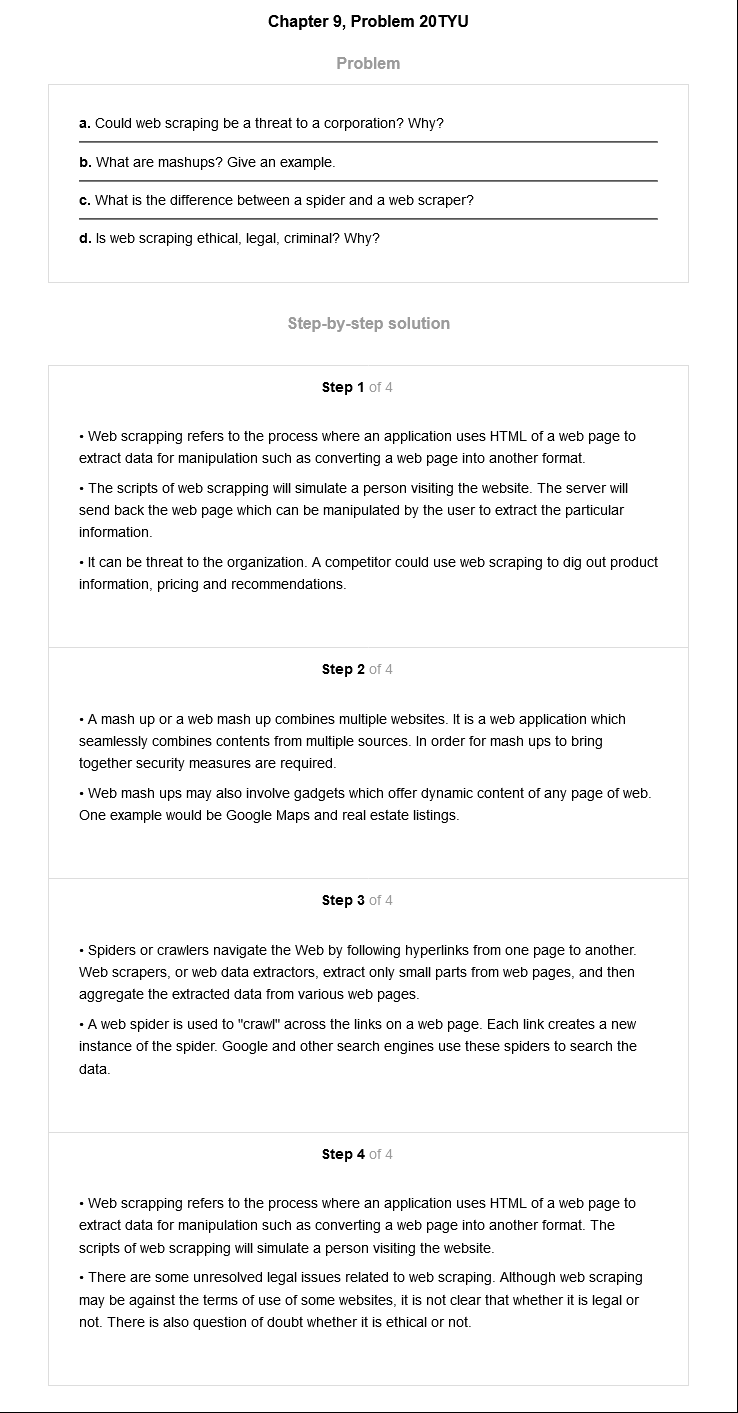 Chapter 9, Problem 20TYU
Problem
a. Could web scraping be a threat to a corporation? Why?
b. What are mashups? Give an example.
c. What is the difference between a spider and a web scraper?
d. Is web scraping ethical, legal, criminal? Why?
Step-by-step solution
Step 1 of 4
• Web scrapping refers to the process where an application uses HTML of a web page to
extract data for manipulation such as converting a web page into another format.
• The scripts of web scrapping will simulate a person visiting the website. The server will
send back the web page which can be manipulated by the user to extract the particular
information.
• It can be threat to the organization. A competitor could use web scraping to dig out product
information, pricing and recommendations.
Step 2 of 4
• A mash up or a web mash up combines multiple websites. It is a web application which
seamlessly combines contents from multiple sources. In order for mash ups to bring
together security measures are required.
• Web mash ups may also involve gadgets which offer dynamic content of any page of web.
One example would be Google Maps and real estate listings.
Step 3 of 4
• Spiders or crawlers navigate the Web by following hyperlinks from one page to another.
Web scrapers, or web data extractors, extract only small parts from web pages, and then
aggregate the extracted data from various web pages.
• A web spider is used to "crawl" across the links on a web page. Each link creates a new
instance of the spider. Google and other search engines use these spiders to search the
data.
Step 4 of 4
• Web scrapping refers to the process where an application uses HTML of a web page to
extract data for manipulation such as converting a web page into another format. The
scripts of web scrapping will simulate a person visiting the website.
• There are some unresolved legal issues related to web scraping. Although web scraping
may be against the terms of use of some websites, it is not clear that whether it is legal or
not. There is also question of doubt whether it is ethical or not.